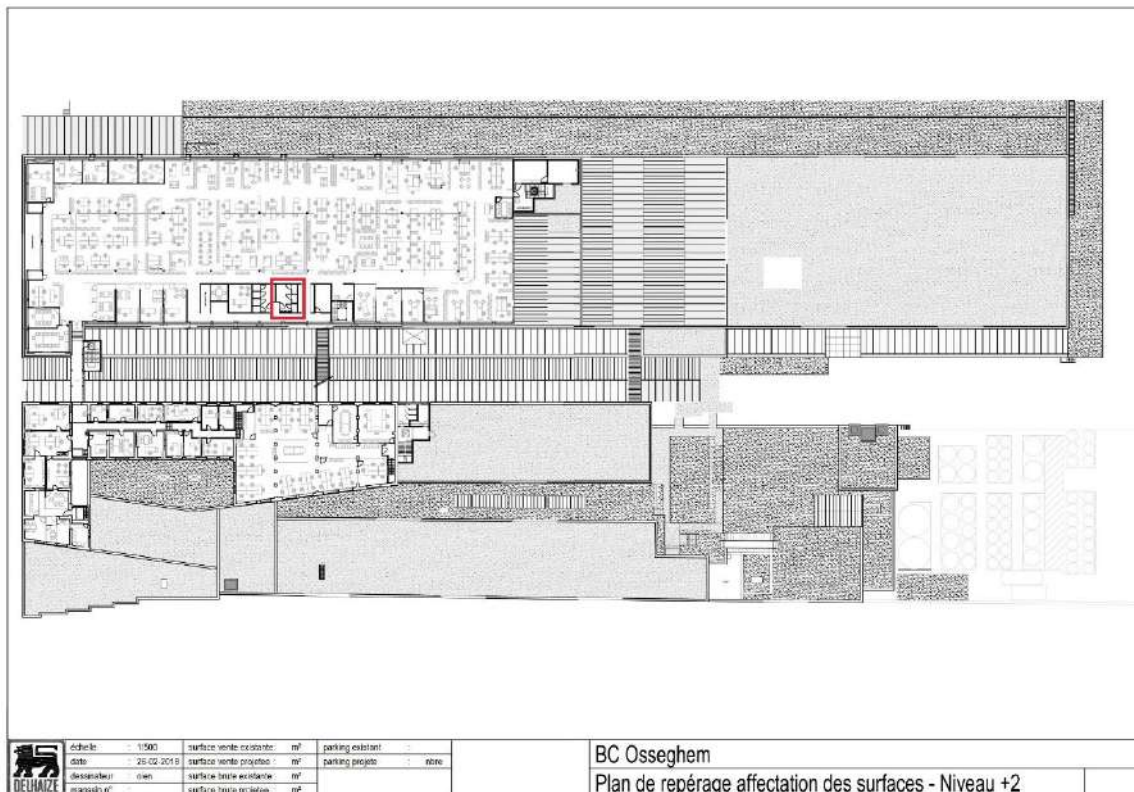 échelle : 1:500 surface vente existante : m² parking existant :
date : 26-02-2018 surface vente projetée : m² parking projeté : nbre
dessinateur : surface brute existante : m²
magasin n° : surface brute projetée : m²
DELHAIZE
BC Osseghem
Plan de repérage affectation des surfaces - Niveau +2